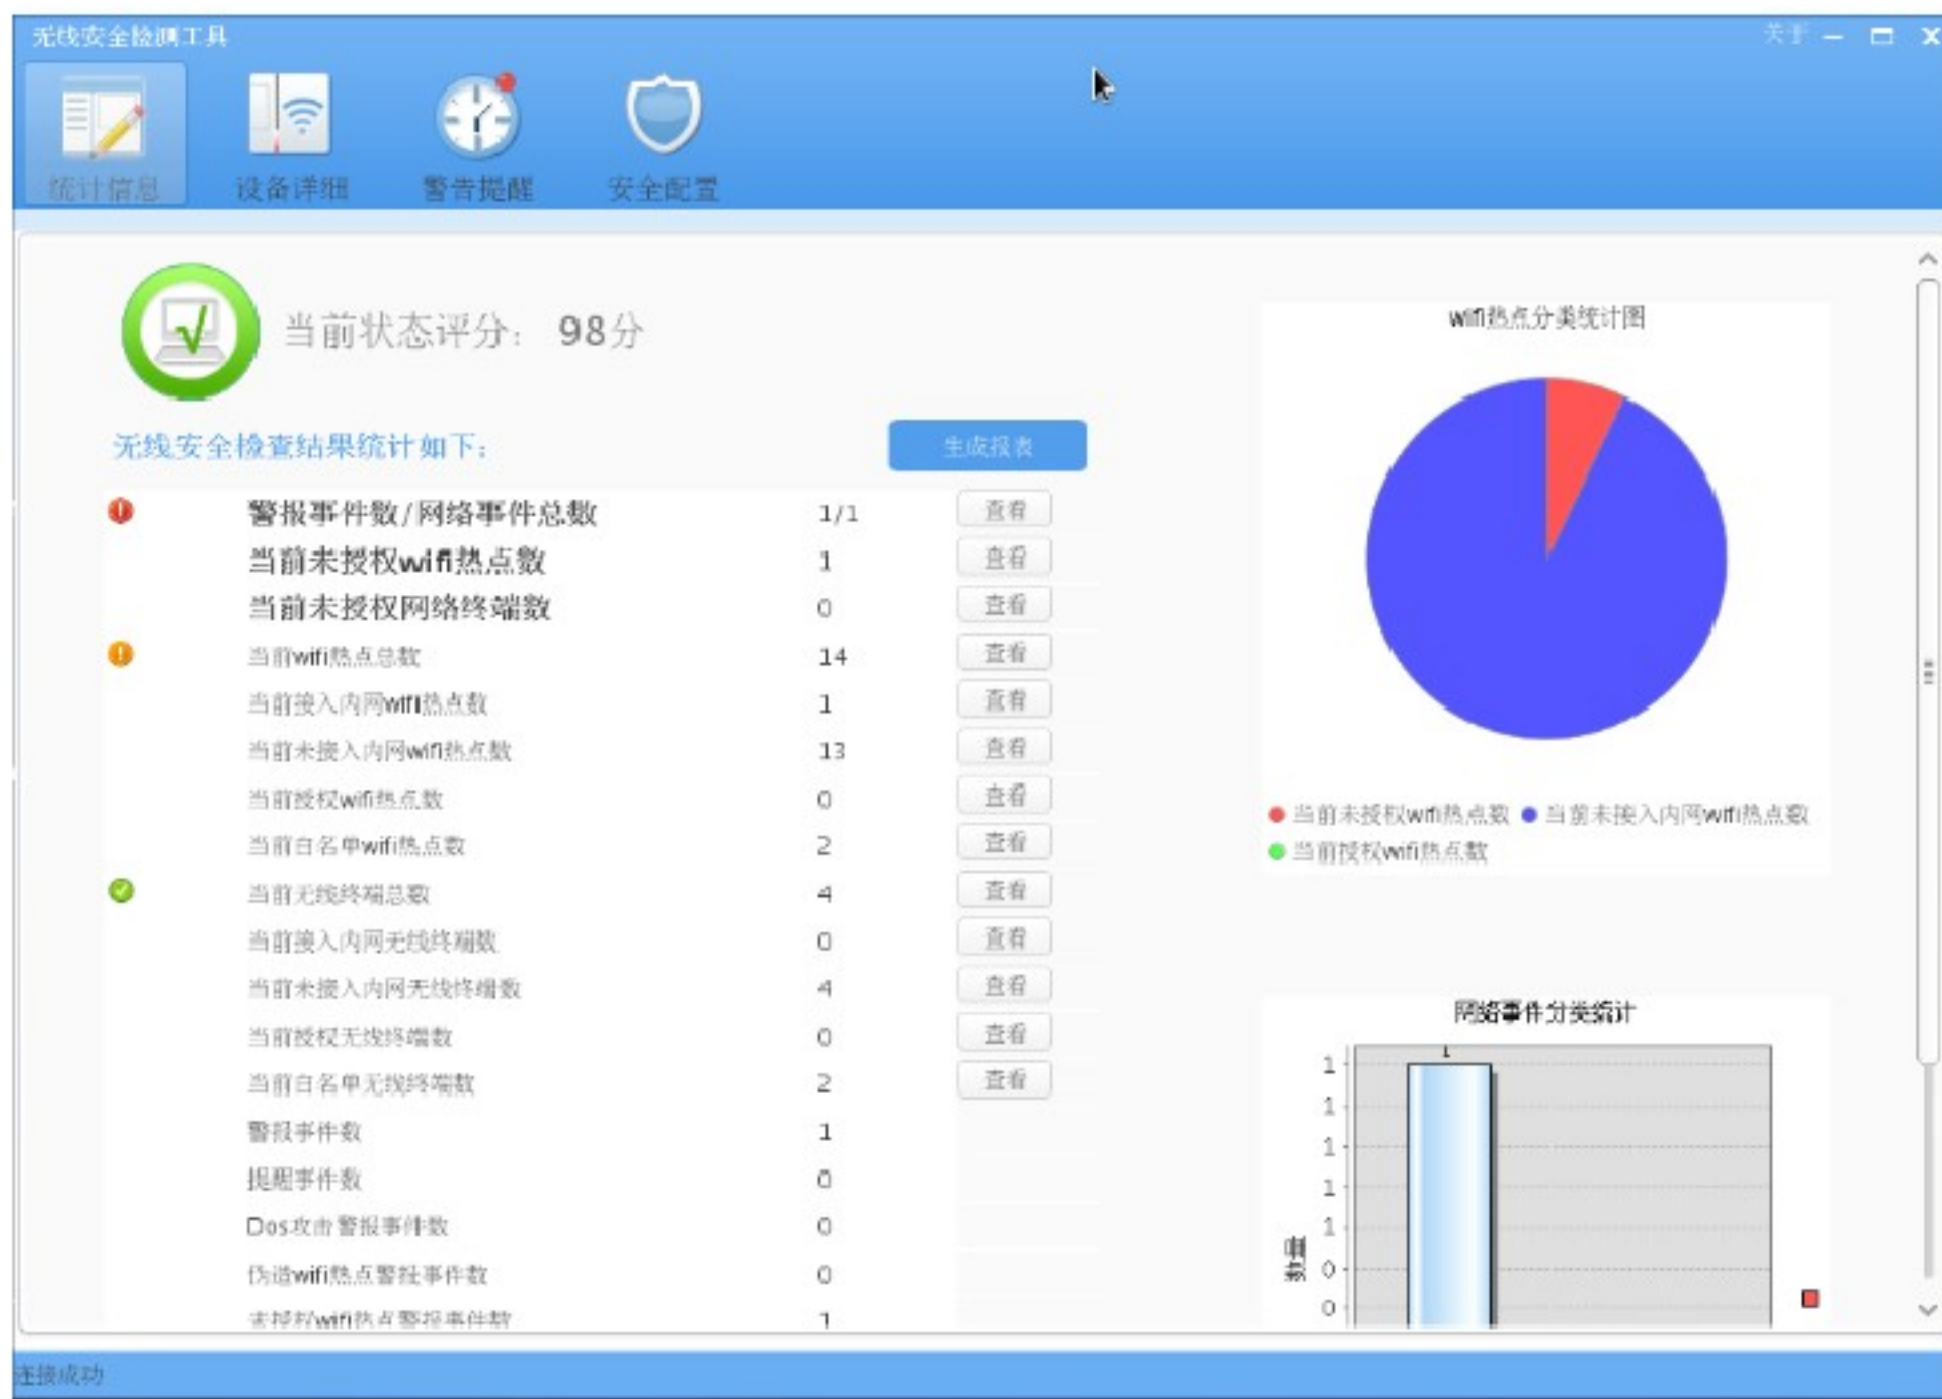 无线安全检测工具
关于
统计信息 设备详细 警告提醒 安全配置
当前状态评分： 98分
无线安全检查结果统计如下： 生成报表
警报事件数/网络事件总数 1/1 查看
当前未授权wifi热点数 1 查看
当前未授权网络终端数 0 查看
当前wifi热点总数 14 查看
当前接入内网wifi热点数 1 查看
当前未接入内网wifi热点数 13 查看
当前授权wifi热点数 0 查看
当前白名单wifi热点数 2 查看
当前无线终端总数 4 查看
当前接入内网无线终端数 0 查看
当前未接入内网无线终端数 4 查看
当前授权无线终端数 0 查看
当前白名单无线终端数 2 查看
警报事件数 1
提醒事件数 0
Dos攻击警报事件数 0
伪造wifi热点警报事件数 0
未授权wifi热点警报事件数 1
wifi热点分类统计图
当前未授权wifi热点数 当前未接入内网wifi热点数
当前授权wifi热点数
网络事件分类统计
1
1
1
1
1
1
0
0
数量
连接成功